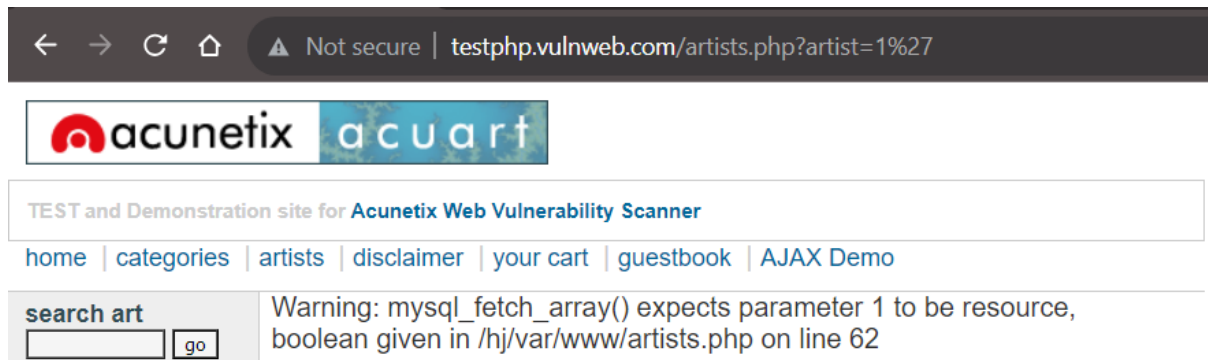 Not secure | testphp.vulnweb.com/artists.php?artist=1%27
acunetix acuart
TEST and Demonstration site for Acunetix Web Vulnerability Scanner
home | categories | artists | disclaimer | your cart | guestbook | AJAX Demo
search art
go
Warning: mysql_fetch_array() expects parameter 1 to be resource,
boolean given in /hj/var/www/artists.php on line 62